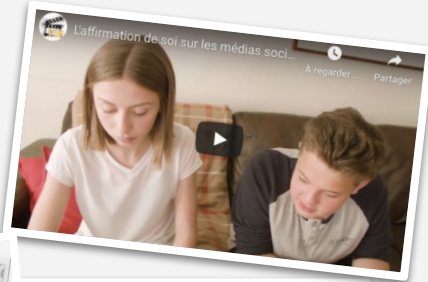 L'affirmation de soi sur les médias soci...
À regarder ...
Partager